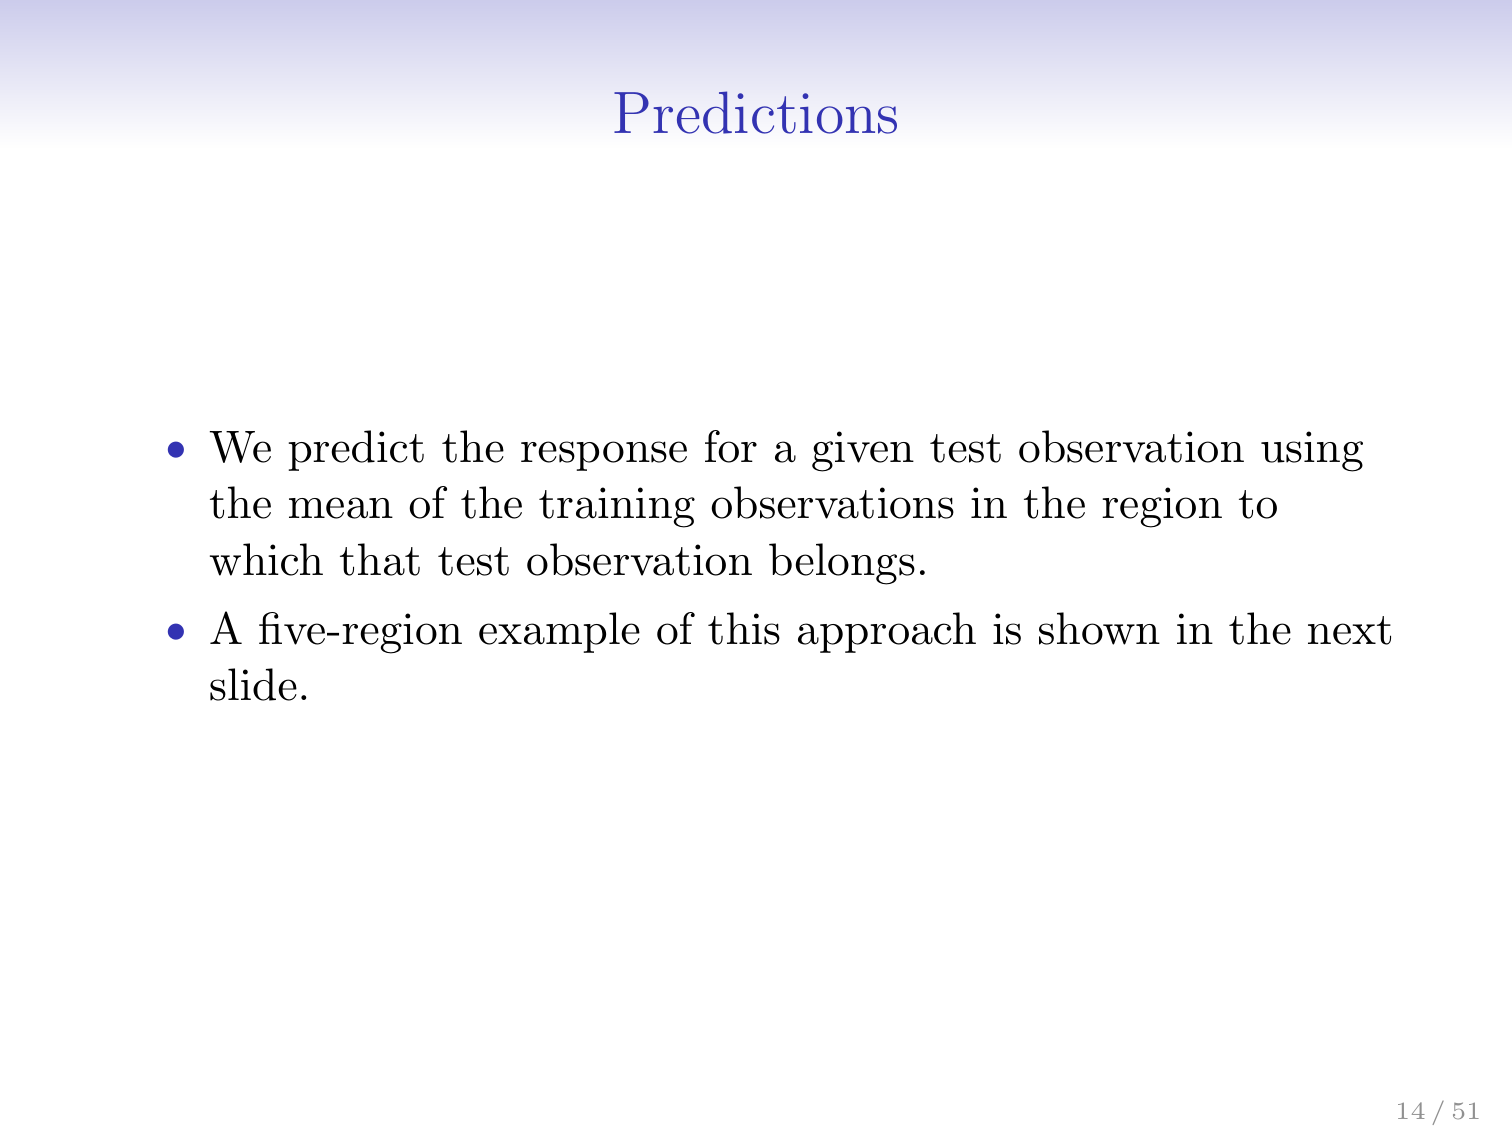 Predictions
• We predict the response for a given test observation using
the mean of the training observations in the region to
which that test observation belongs.
• A five-region example of this approach is shown in the next
slide.
14 / 51